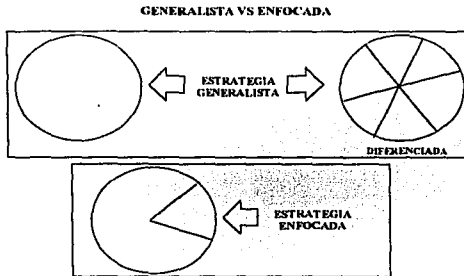 GENERALISTA VS ENFOCADA
ESTRATEGIA
GENERALISTA
DIFERENCIADA
ESTRATEGIA
ENFOCADA